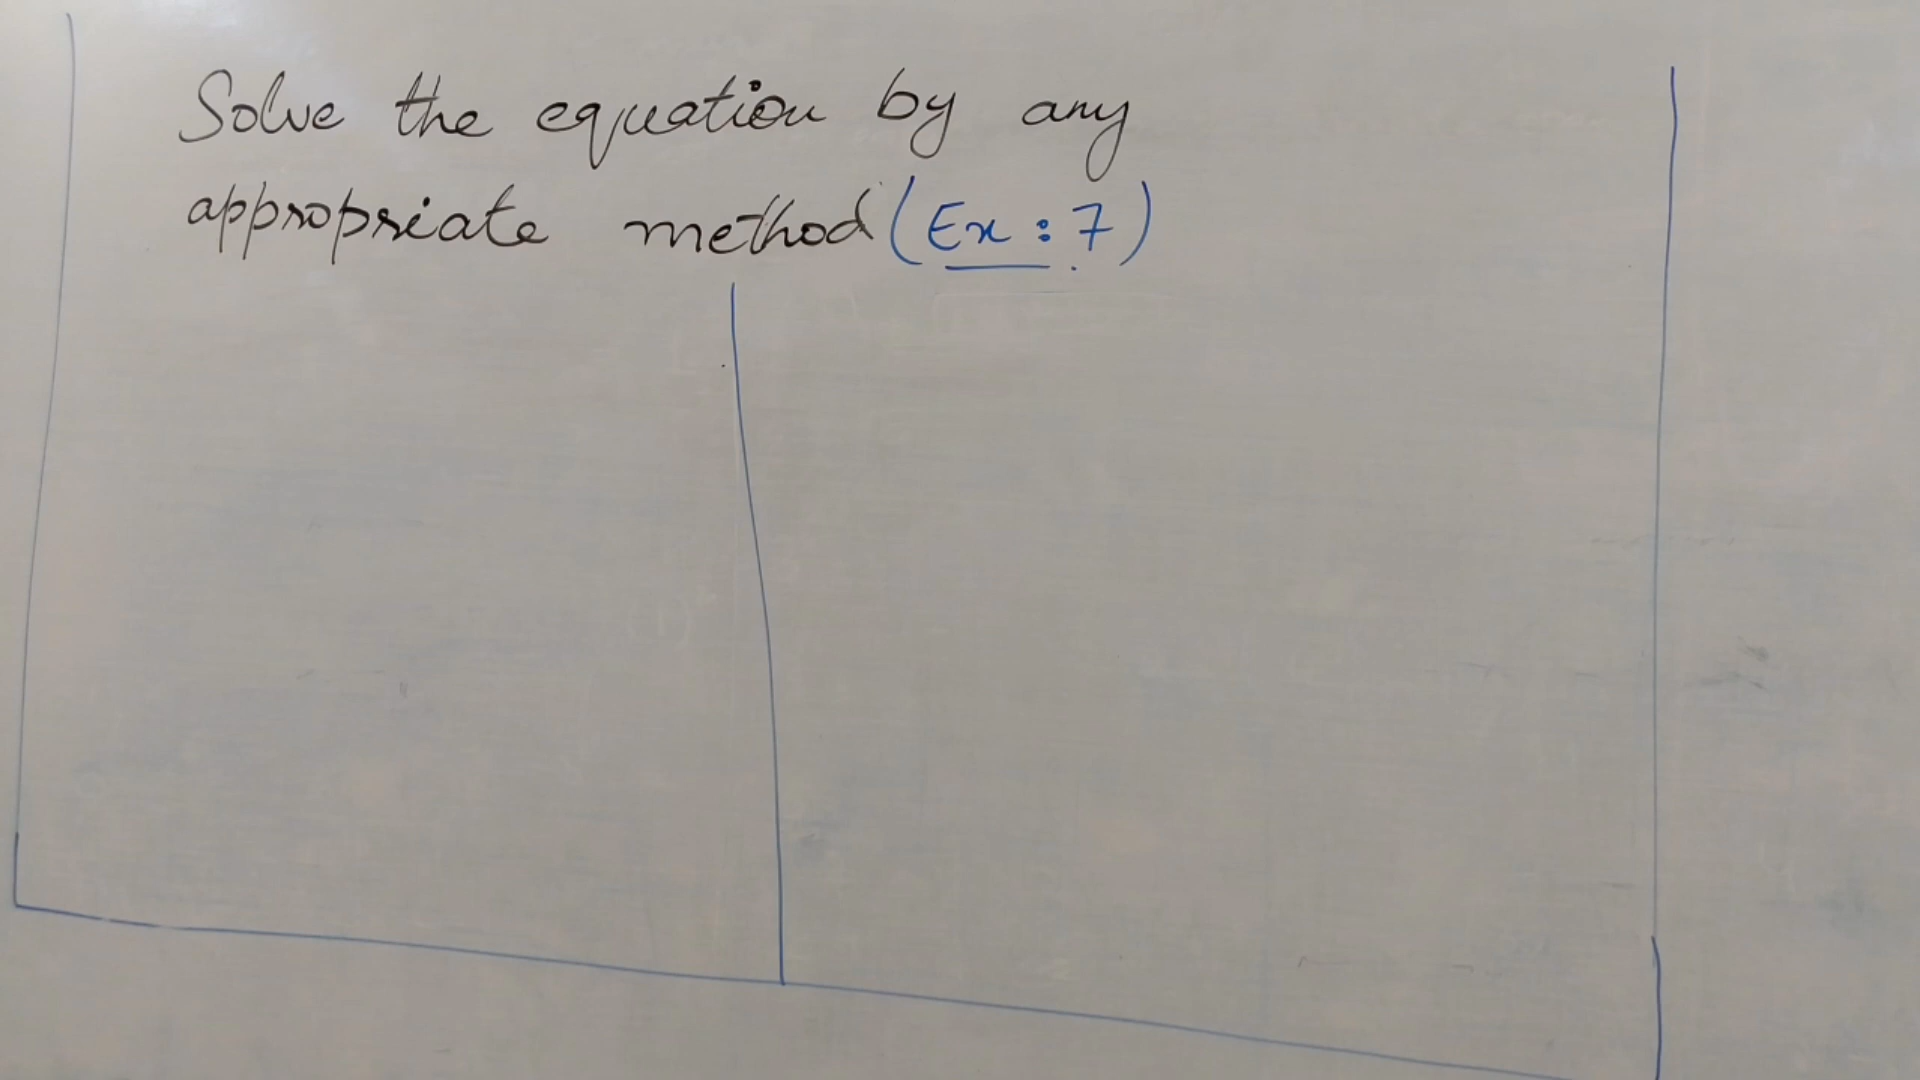 Solve the equation by any
appropriate method (Ex : 7)